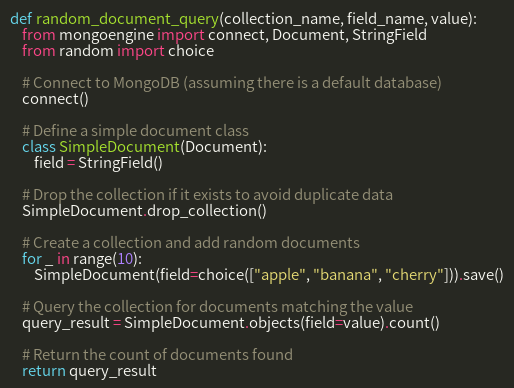 def random_document_query(collection_name, field_name, value):
    from mongoengine import connect, Document, StringField
    from random import choice

    # Connect to MongoDB (assuming there is a default database)
    connect()

    # Define a simple document class
    class SimpleDocument(Document):
        field = StringField()

    # Drop the collection if it exists to avoid duplicate data
    SimpleDocument.drop_collection()

    # Create a collection and add random documents
    for _ in range(10):
        SimpleDocument(field=choice(["apple", "banana", "cherry"])).save()

    # Query the collection for documents matching the value
    query_result = SimpleDocument.objects(field=value).count()

    # Return the count of documents found
    return query_result